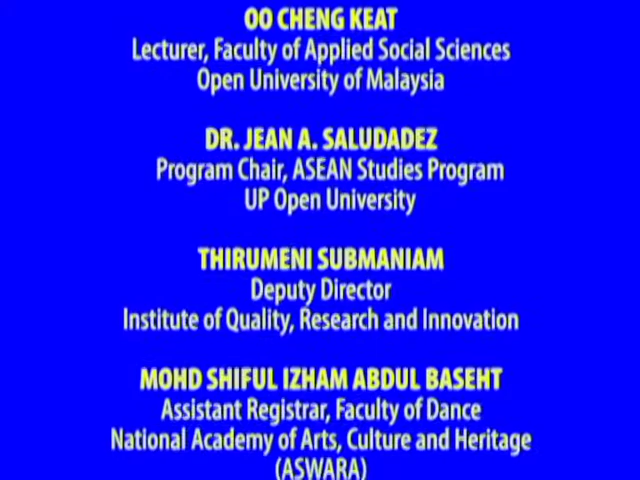 OO CHENG KEAT
Lecturer, Faculty of Applied Social Sciences
Open University of Malaysia
DR. JEAN A. SALUDADEZ
Program Chair, ASEAN Studies Program
UP Open University
THIRUMENI SUBMANIAM
Deputy Director
Institute of Quality, Research and Innovation
MOHD SHIFUL IZHAM ABDUL BASEHT
Assistant Registrar, Faculty of Dance
National Academy of Arts, Culture and Heritage
(ASWARA)